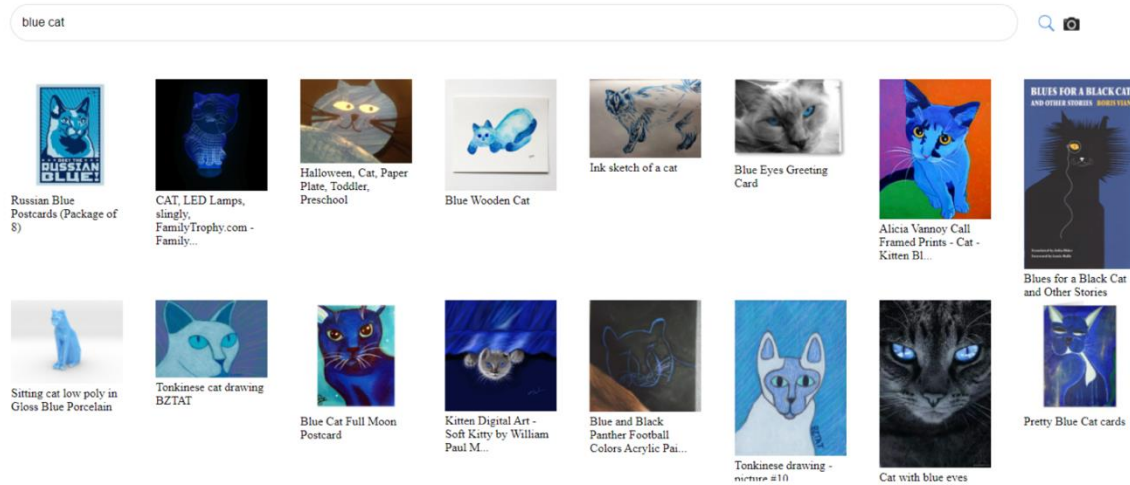 blue cat
Russian Blue
Postcards (Package of
8)
CAT, LED Lamps,
slingly,
FamilyTrophy.com -
Family...
Halloween, Cat, Paper
Plate, Toddler,
Preschool
Blue Wooden Cat
Ink sketch of a cat
Blue Eyes Greeting
Card
Alicia Vannoy Call
Framed Prints - Cat -
Kitten Bl...
BLUES FOR A BLACK CAT
AND OTHER STORIES BORIS VIAN
Blues for a Black Cat
and Other Stories
RUSSIAN
BLUE!
Sitting cat low poly in
Gloss Blue Porcelain
Tonkinese cat drawing
BZTAT
Blue Cat Full Moon
Postcard
Kitten Digital Art -
Soft Kitty by William
Paul M...
Blue and Black
Panther Football
Colors Acrylic Pai...
BZTAT
Tonkinese drawing -
picture #10
Cat with blue eyes
Pretty Blue Cat cards